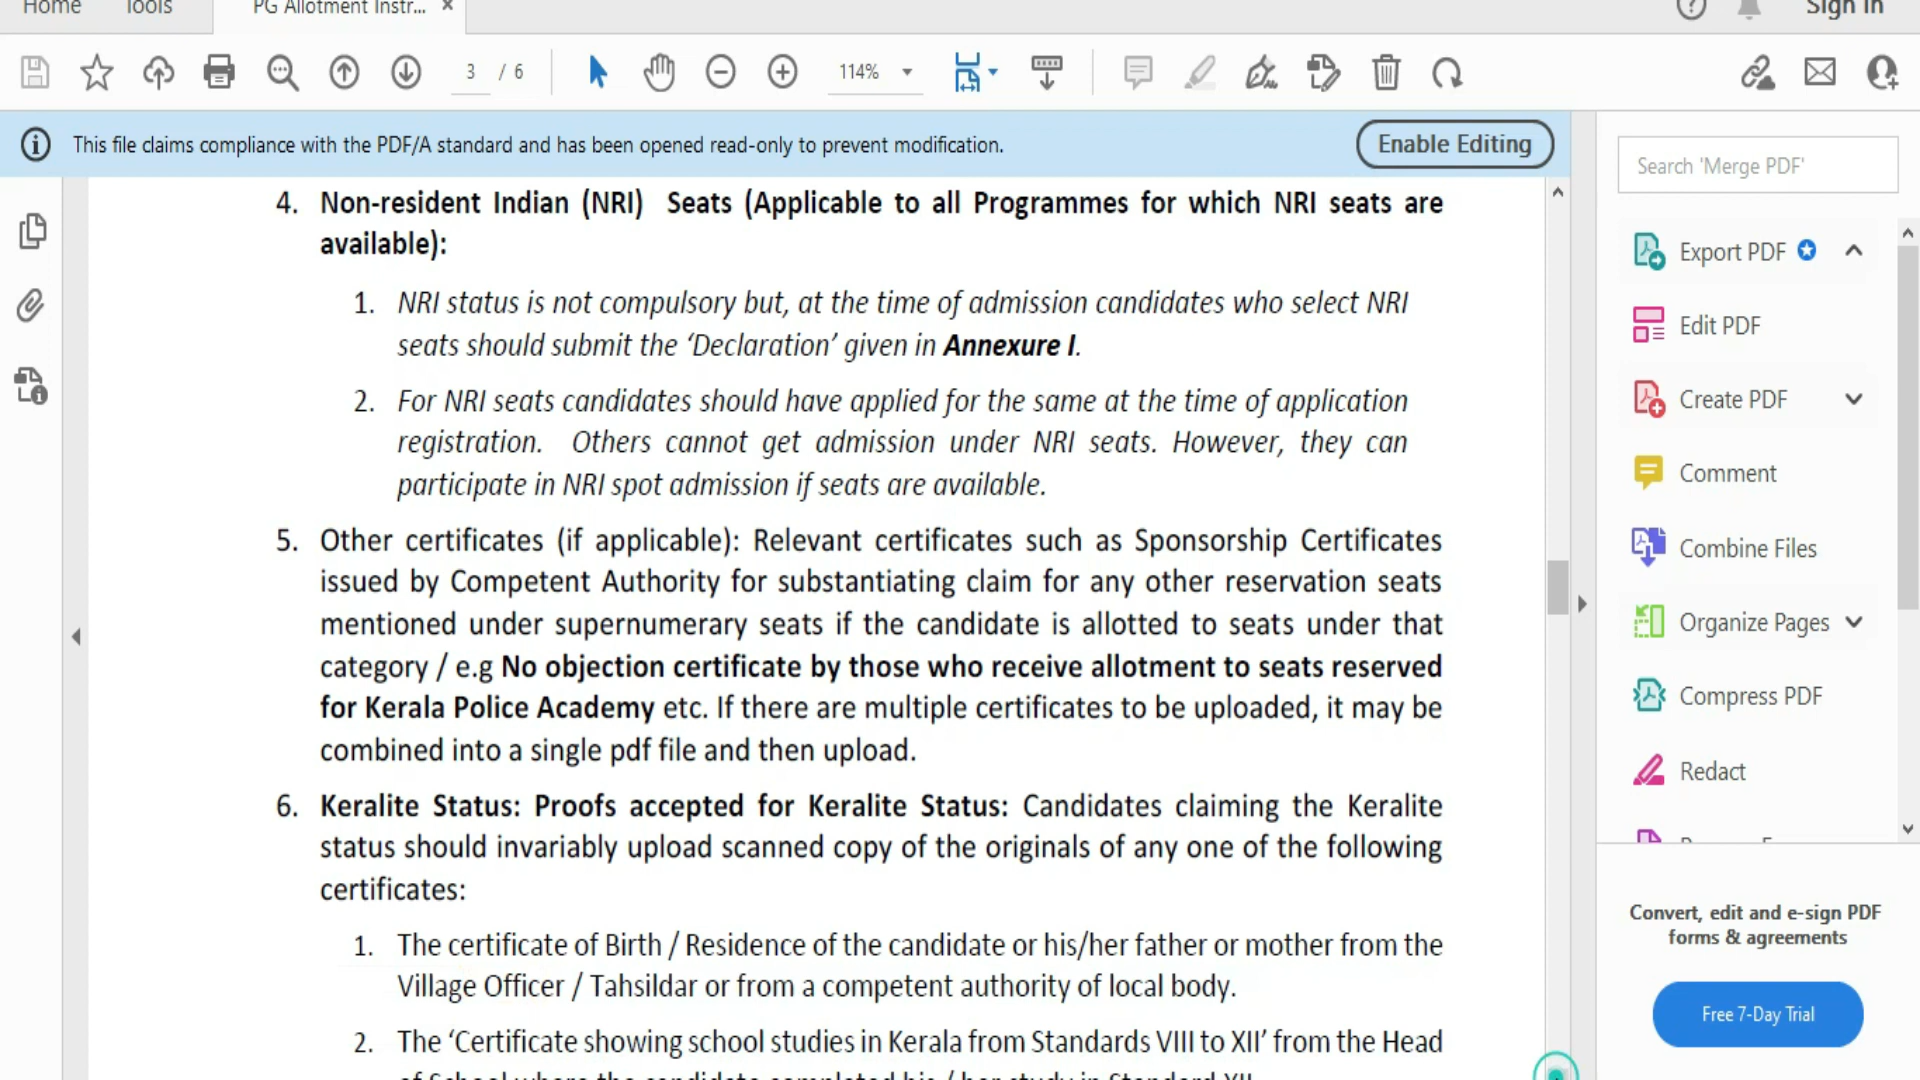 Home Tools PG Allotment Instr... × Sign In
3 / 6 114%
This file claims compliance with the PDF/A standard and has been opened read-only to prevent modification. Enable Editing
Search 'Merge PDF'
4. Non-resident Indian (NRI) Seats (Applicable to all Programmes for which NRI seats are
available):
1. NRI status is not compulsory but, at the time of admission candidates who select NRI
seats should submit the ‘Declaration’ given in Annexure I.
2. For NRI seats candidates should have applied for the same at the time of application
registration. Others cannot get admission under NRI seats. However, they can
participate in NRI spot admission if seats are available.
5. Other certificates (if applicable): Relevant certificates such as Sponsorship Certificates
issued by Competent Authority for substantiating claim for any other reservation seats
mentioned under supernumerary seats if the candidate is allotted to seats under that
category / e.g No objection certificate by those who receive allotment to seats reserved
for Kerala Police Academy etc. If there are multiple certificates to be uploaded, it may be
combined into a single pdf file and then upload.
6. Keralite Status: Proofs accepted for Keralite Status: Candidates claiming the Keralite
status should invariably upload scanned copy of the originals of any one of the following
certificates:
1. The certificate of Birth / Residence of the candidate or his/her father or mother from the
Village Officer / Tahsildar or from a competent authority of local body.
2. The ‘Certificate showing school studies in Kerala from Standards VIII to XII’ from the Head
of School where the candidate completed his / her study in Standard XII
Export PDF
Edit PDF
Create PDF
Comment
Combine Files
Organize Pages
Compress PDF
Redact
Convert, edit and e-sign PDF
forms & agreements
Free 7-Day Trial